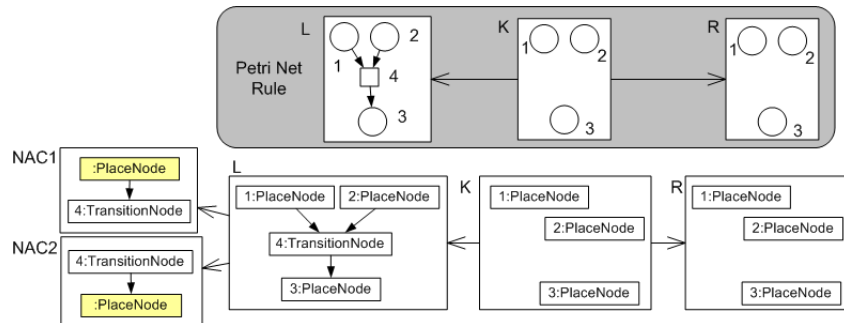 L
K
R
1
2
4
3
1
2
3
1
2
3
Petri Net
Rule
NAC1
:PlaceNode
4:TransitionNode
NAC2
4:TransitionNode
:PlaceNode
L
1:PlaceNode
2:PlaceNode
4:TransitionNode
3:PlaceNode
K
1:PlaceNode
2:PlaceNode
3:PlaceNode
R
1:PlaceNode
2:PlaceNode
3:PlaceNode